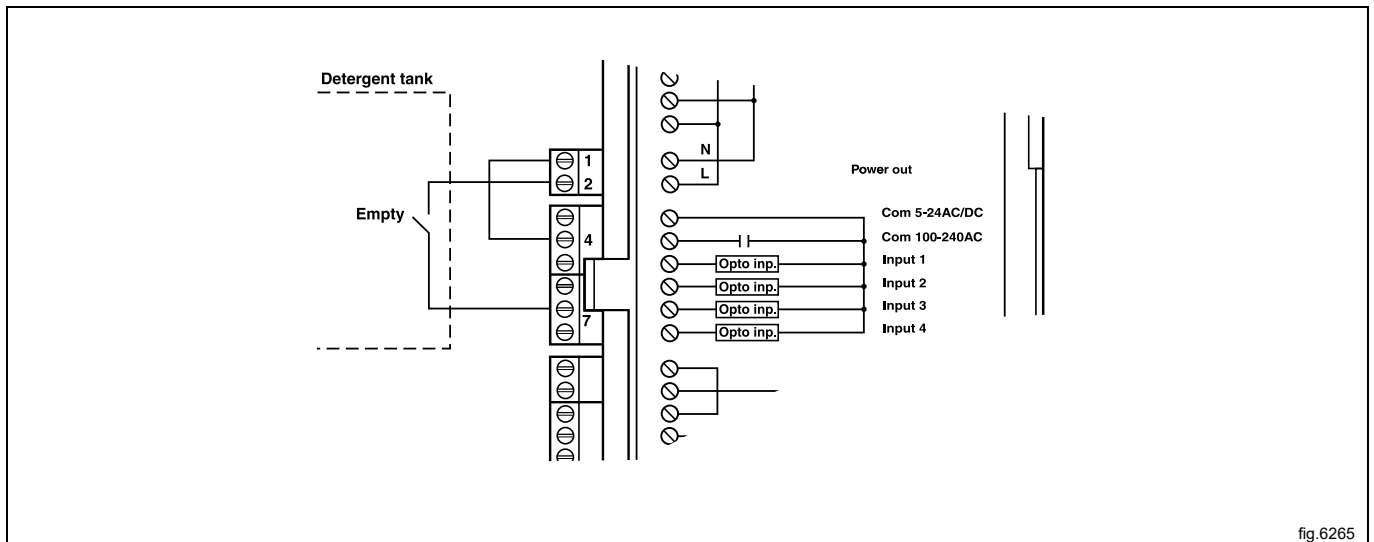 Detergent tank
1
2
Empty
4
7
N
L
Power out
Com 5-24AC/DC
Com 100-240AC
Opto inp. Input 1
Opto inp. Input 2
Opto inp. Input 3
Opto inp. Input 4
fig.6265